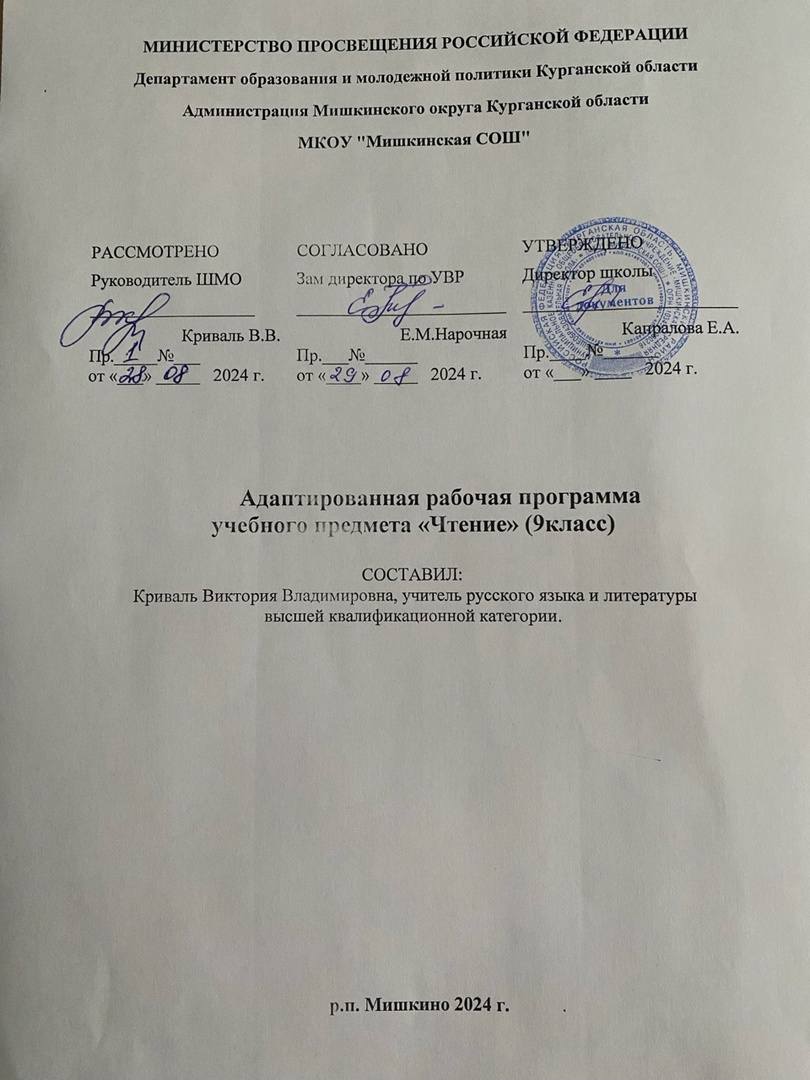 МИНИСТЕРСТВО ПРОСВЕЩЕНИЯ РОССИЙСКОЙ ФЕДЕРАЦИИ
Департамент образования и молодежной политики Курганской области
Администрация Мишкинского округа Курганской области
МКОУ "Мишкинская СОШ"
РАССМОТРЕНО
Руководитель ШМО
Криваль В.В.
Пр. 1 №
от «28» 08 2024 г.
СОГЛАСОВАНО
Зам директора по УВР
Е.М.Нарочная
Пр. №
от «29» 08 2024 г.
УТВЕРЖДЕНО
Директор школы
Для
документов
Канралова Е.А.
Пр. №
от « » 2024 г.
Адаптированная рабочая программа
учебного предмета «Чтение» (9класс)
СОСТАВИЛ:
Криваль Виктория Владимировна, учитель русского языка и литературы
высшей квалификационной категории.
р.п. Мишкино 2024 г.